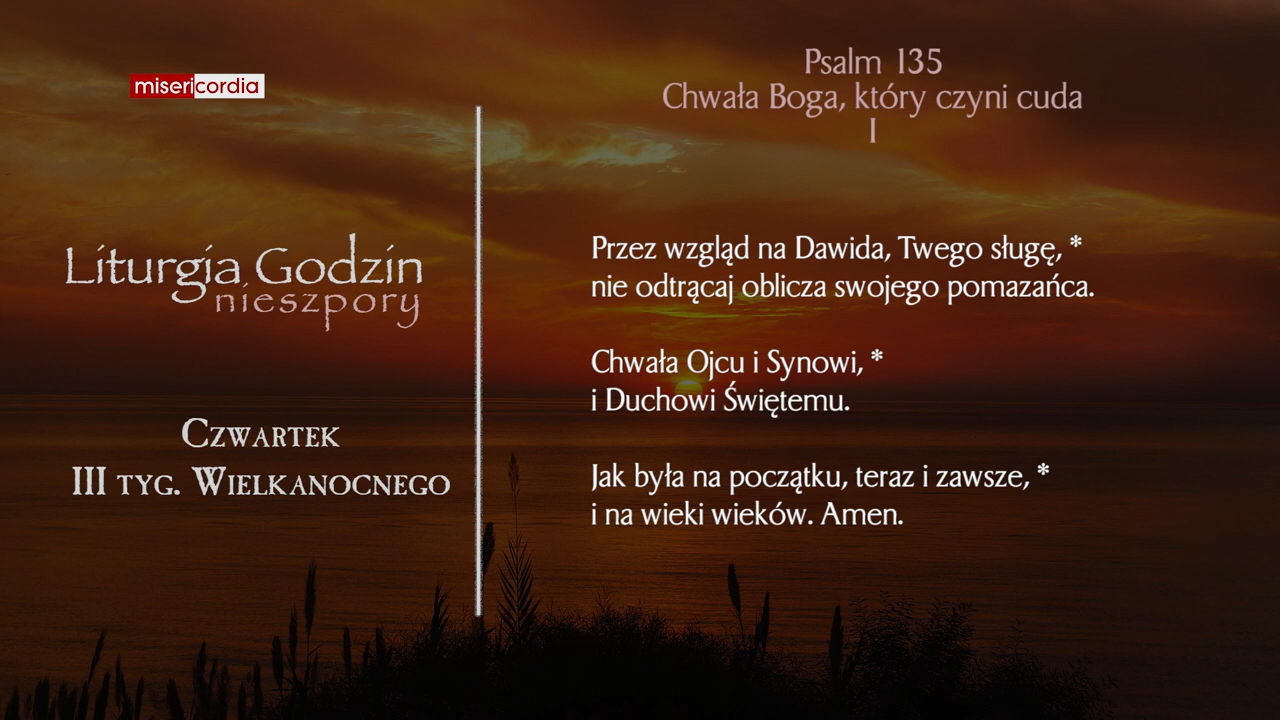 misericordia
Liturgia Godzin
nieszpory
Czwartek
III tyg. Wielkanocnego
Psalm 135
Chwała Boga, który czyni cuda
I
Przez wzgląd na Dawida, Twego sługę, *
nie odtrącaj oblicza swojego pomazańca.
Chwała Ojcu i Synowi, *
i Duchowi Świętemu.
Jak była na początku, teraz i zawsze, *
i na wieki wieków. Amen.